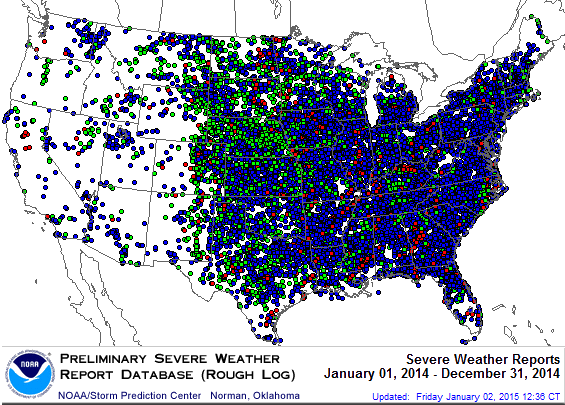 PRELIMINARY SEVERE WEATHER
REPORT DATABASE (ROUGH LOG)
NOAA/Storm Prediction Center Norman, Oklahoma
Severe Weather Reports
January 01, 2014 - December 31, 2014
Updated: Friday January 02, 2015 12:36 CT
NOAA